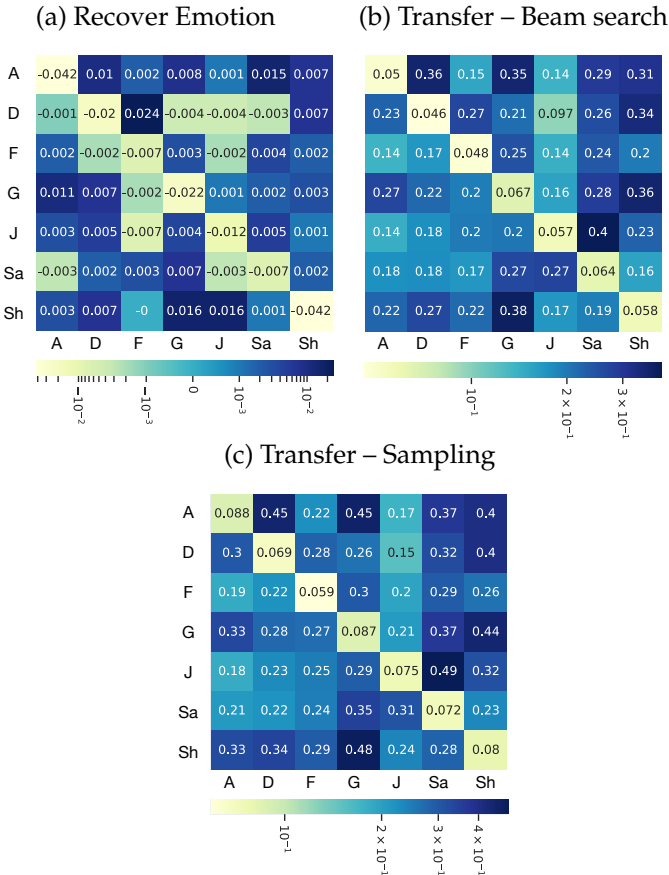 (a) Recover Emotion
A -0.042 0.01 0.002 0.008 0.001 0.015 0.007
D -0.001 -0.02 0.024 -0.004 -0.004 -0.003 0.007
F 0.002 -0.002 -0.007 0.003 -0.002 0.004 0.002
G 0.011 0.007 -0.002 -0.022 0.001 0.002 0.003
J 0.003 0.005 -0.007 0.004 -0.012 0.005 0.001
Sa -0.003 0.002 0.003 0.007 -0.003 -0.007 0.002
Sh 0.003 0.007 -0 0.016 0.016 0.001 -0.042
A D F G J Sa Sh
-10⁻² -10⁻³ 0 10⁻³ 10⁻²
(b) Transfer – Beam search
0.05 0.36 0.15 0.35 0.14 0.29 0.31
0.23 0.046 0.27 0.21 0.097 0.26 0.34
0.14 0.17 0.048 0.25 0.14 0.24 0.2
0.27 0.22 0.2 0.067 0.16 0.28 0.36
0.14 0.18 0.2 0.2 0.057 0.4 0.23
0.18 0.18 0.17 0.27 0.27 0.064 0.16
0.22 0.27 0.22 0.38 0.17 0.19 0.058
A D F G J Sa Sh
10⁻¹ 2 × 10⁻¹ 3 × 10⁻¹
(c) Transfer – Sampling
A 0.088 0.45 0.22 0.45 0.17 0.37 0.4
D 0.3 0.069 0.28 0.26 0.15 0.32 0.4
F 0.19 0.22 0.059 0.3 0.2 0.29 0.26
G 0.33 0.28 0.27 0.087 0.21 0.37 0.44
J 0.18 0.23 0.25 0.29 0.075 0.49 0.32
Sa 0.21 0.22 0.24 0.35 0.31 0.072 0.23
Sh 0.33 0.34 0.29 0.48 0.24 0.28 0.08
A D F G J Sa Sh
10⁻¹ 2 × 10⁻¹ 3 × 10⁻¹ 4 × 10⁻¹